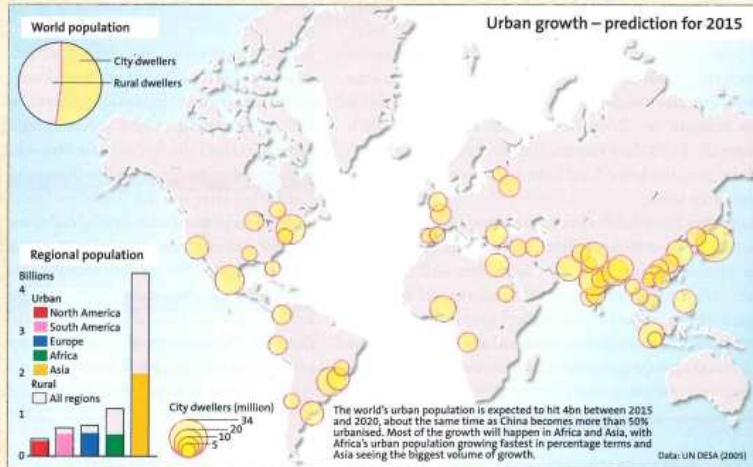 World population
City dwellers
Rural dwellers
Urban growth – prediction for 2015
Regional population
Billions
4
3
2
1
0
Urban
North America
South America
Europe
Africa
Asia
Rural
All regions
City dwellers (million)
34
20
10
5
The world's urban population is expected to hit 4bn between 2015
and 2020, about the same time as China becomes more than 50%
urbanised. Most of the growth will happen in Africa and Asia, with
Africa's urban population growing fastest in percentage terms and
Asia seeing the biggest volume of growth.
Data: UN DESA (2005)